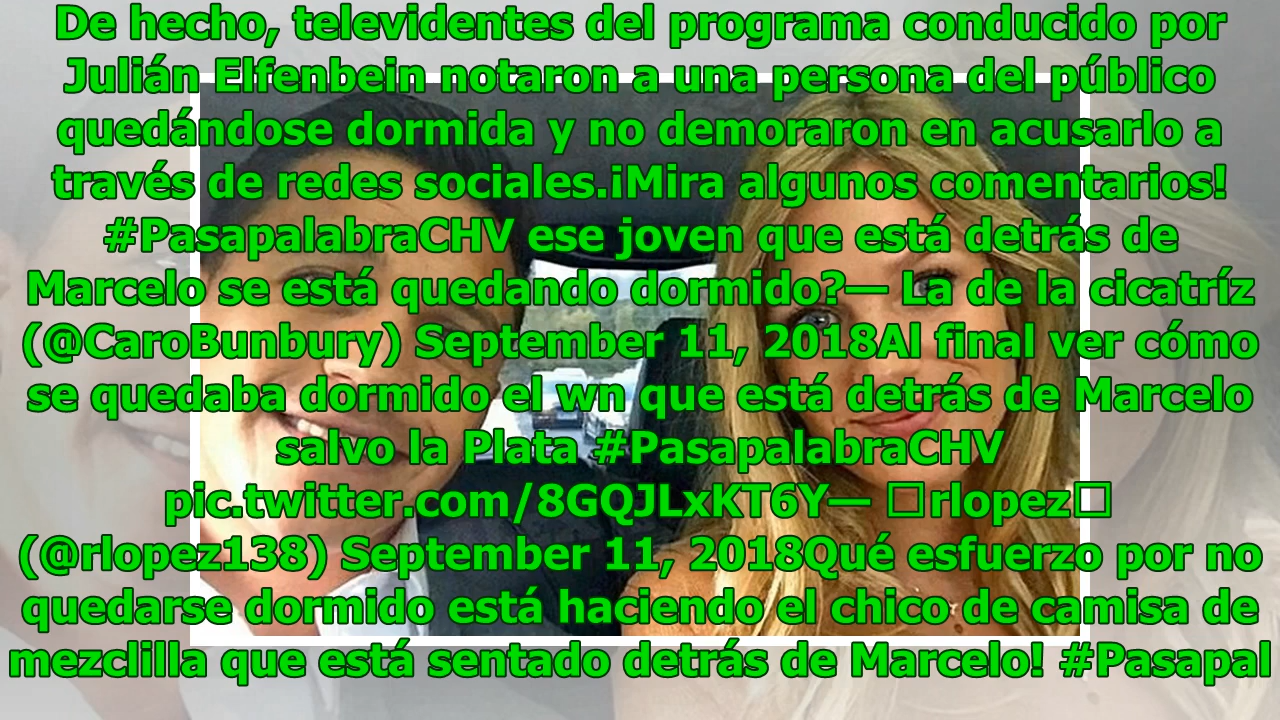 De hecho, televidentes del programa conducido por
Julián Elfenbein notaron a una persona del público
quedándose dormida y no demoraron en acusarlo a
través de redes sociales.¡Mira algunos comentarios!
#PasapalabraCHV ese joven que está detrás de
Marcelo se está quedando dormido?— La de la cicatríz
(@CaroBunbury) September 11, 2018Al final ver cómo
se quedaba dormido el wn que está detrás de Marcelo
salvo la Plata #PasapalabraCHV
pic.twitter.com/8GQJLxKT6Y— □rlopez□
(@rlopez138) September 11, 2018Qué esfuerzo por no
quedarse dormido está haciendo el chico de camisa de
mezclilla que está sentado detrás de Marcelo! #Pasapal